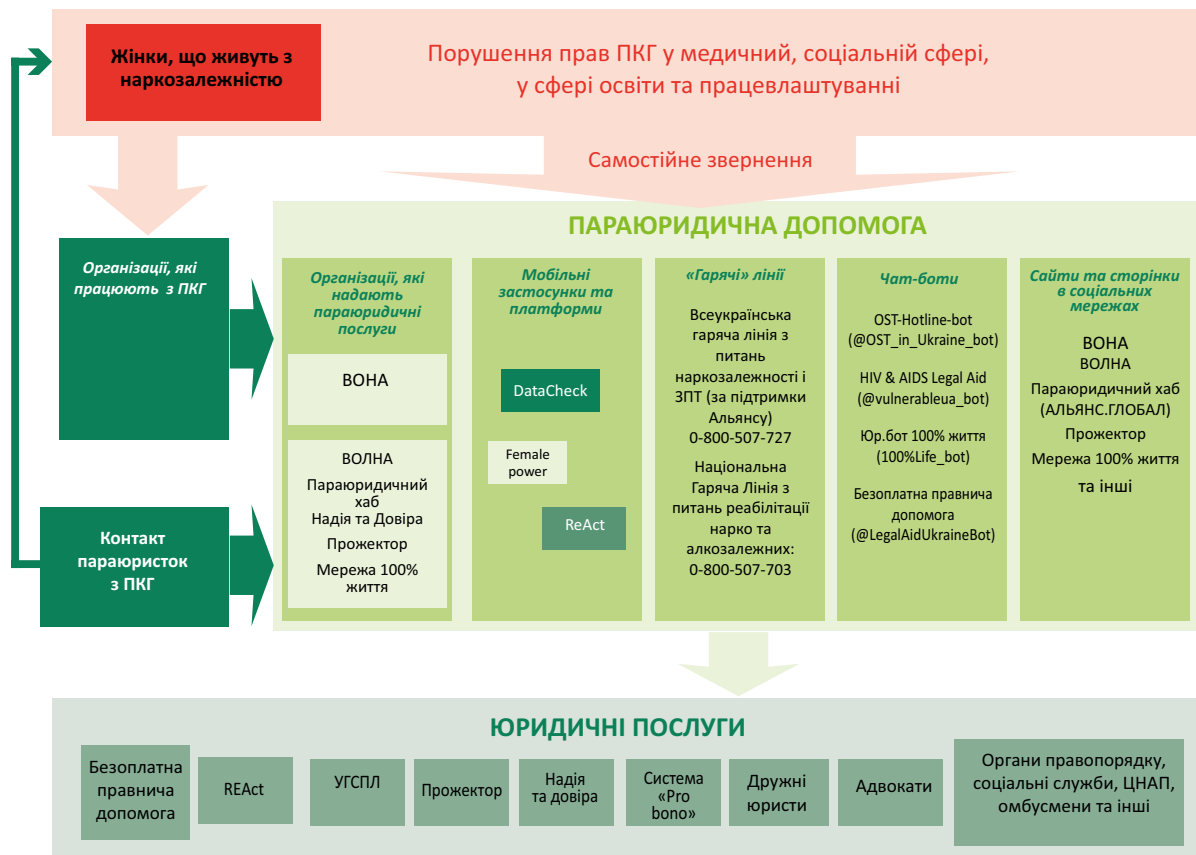 Жінки, що живуть з
наркозалежністю
Порушення прав ПКГ у медичний, соціальній сфері,
у сфері освіти та працевлаштуванні
Самостійне звернення
ПАРАЮРИДИЧНА ДОПОМОГА
Організації, які
працюють з ПКГ
Контакт
параюристок
з ПКГ
Організації, які
надають
параюридичні
послуги
ВОНА
ВОЛНА
Параюридичний
хаб
Надія та Довіра
Прожектор
Мережа 100%
життя
Мобільні
застосунки та
платформи
DataCheck
Female
power
ReAct
«Гарячі» лінії
Всеукраїнська
гаряча лінія з
питань
наркозалежності і
ЗПТ (за підтримки
Альянсу)
0-800-507-727
Національна
Гаряча Лінія з
питань реабілітації
нарко та
алкозалежних:
0-800-507-703
Чат-боти
OST-Hotline-bot
(@OST_in_Ukraine_bot)
HIV & AIDS Legal Aid
(@vulnerableua_bot)
Юр.бот 100% життя
(100%Life_bot)
Безоплатна правнича
допомога
(@LegalAidUkraineBot)
Сайти та сторінки
в соціальних
мережах
ВОНА
ВОЛНА
Параюридичний хаб
(АЛЬЯНС.ГЛОБАЛ)
Прожектор
Мережа 100% життя
та інші
ЮРИДИЧНІ ПОСЛУГИ
Безоплатна
правнича
допомога
REAct
УГСПЛ
Прожектор
Надія
та довіра
Система
«Pro
bono»
Дружні
юристи
Адвокати
Органи правопорядку,
соціальні служби, ЦНАП,
омбусмени та інші